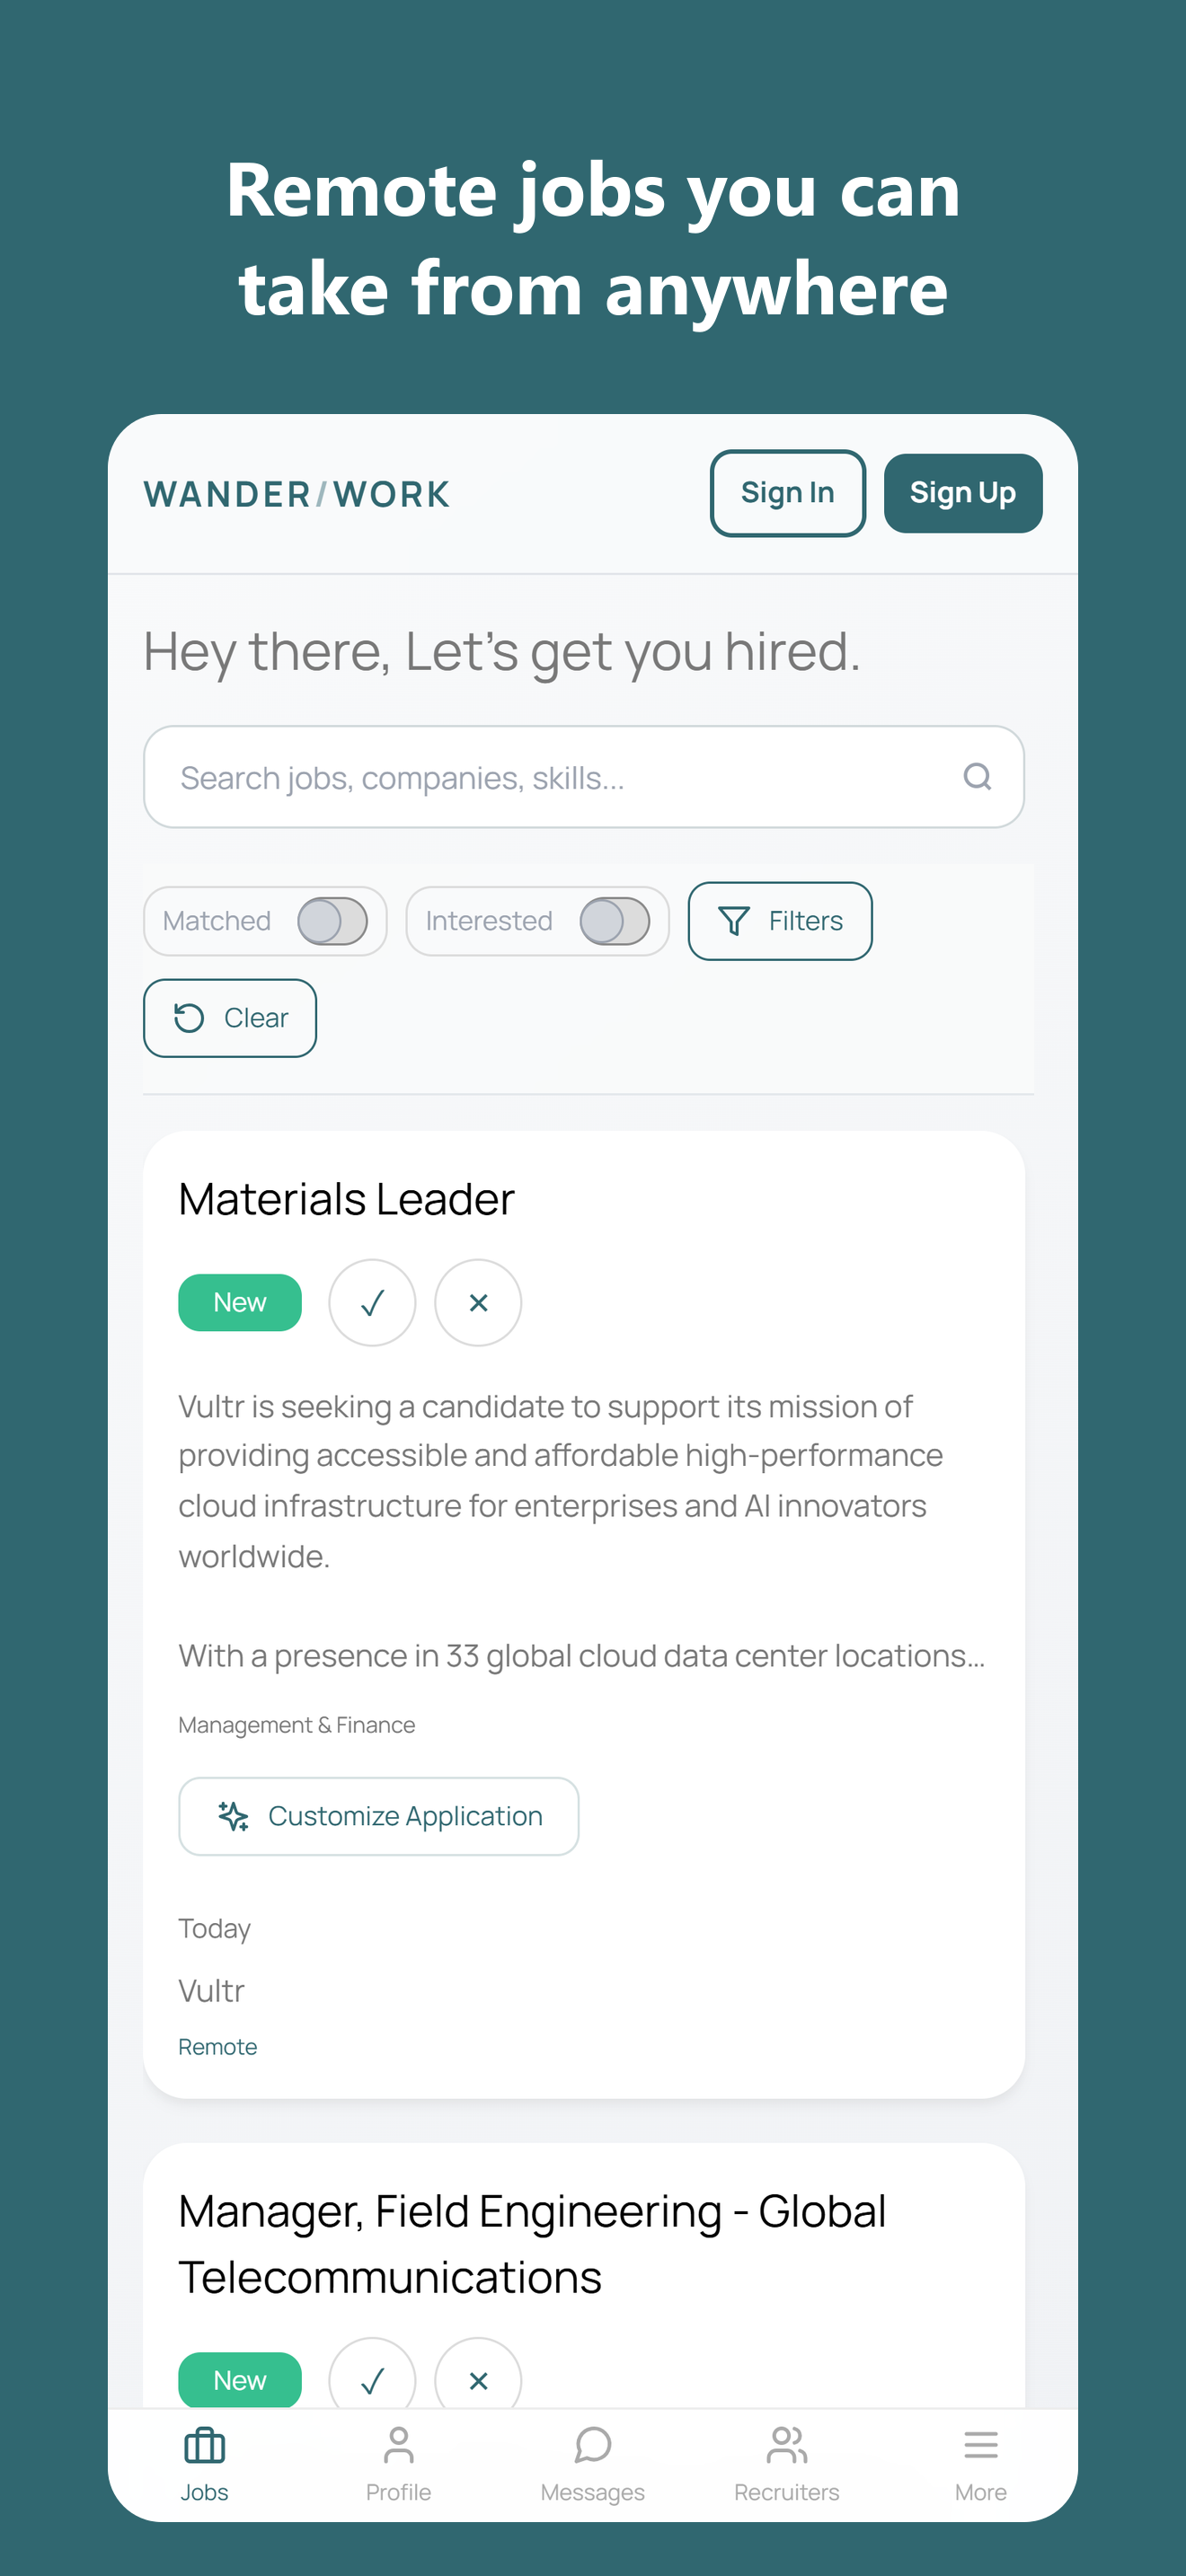 Remote jobs you can
take from anywhere
WANDER/WORK
Sign In
Sign Up
Hey there, Let's get you hired.
Search jobs, companies, skills...
Matched
Interested
Filters
Clear
Materials Leader
New
Vultr is seeking a candidate to support its mission of
providing accessible and affordable high-performance
cloud infrastructure for enterprises and AI innovators
worldwide.
With a presence in 33 global cloud data center locations...
Management & Finance
Customize Application
Today
Vultr
Remote
Manager, Field Engineering - Global
Telecommunications
New
Jobs
Profile
Messages
Recruiters
More